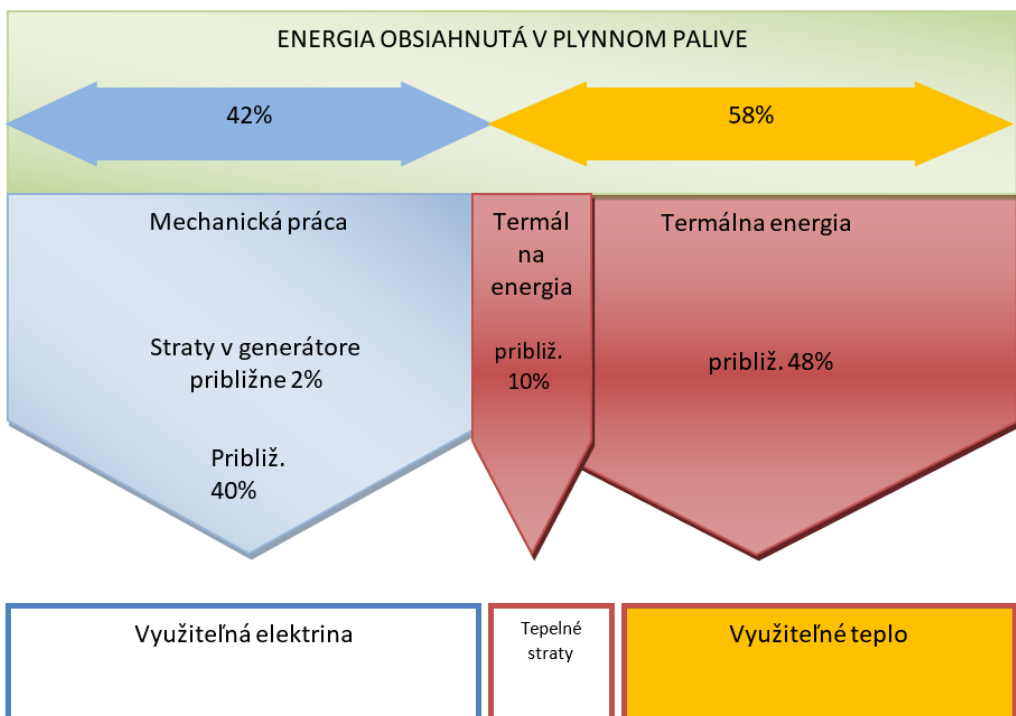 ENERGIA OBSIAHNUTÁ V PLYNNOM PALIVE
42%
58%
Mechanická práca
Straty v generátore
približne 2%
Približ.
40%
Termál
na
energia
približ.
10%
Termálna energia
približ. 48%
Využiteľná elektrina
Tepelné
straty
Využiteľné teplo